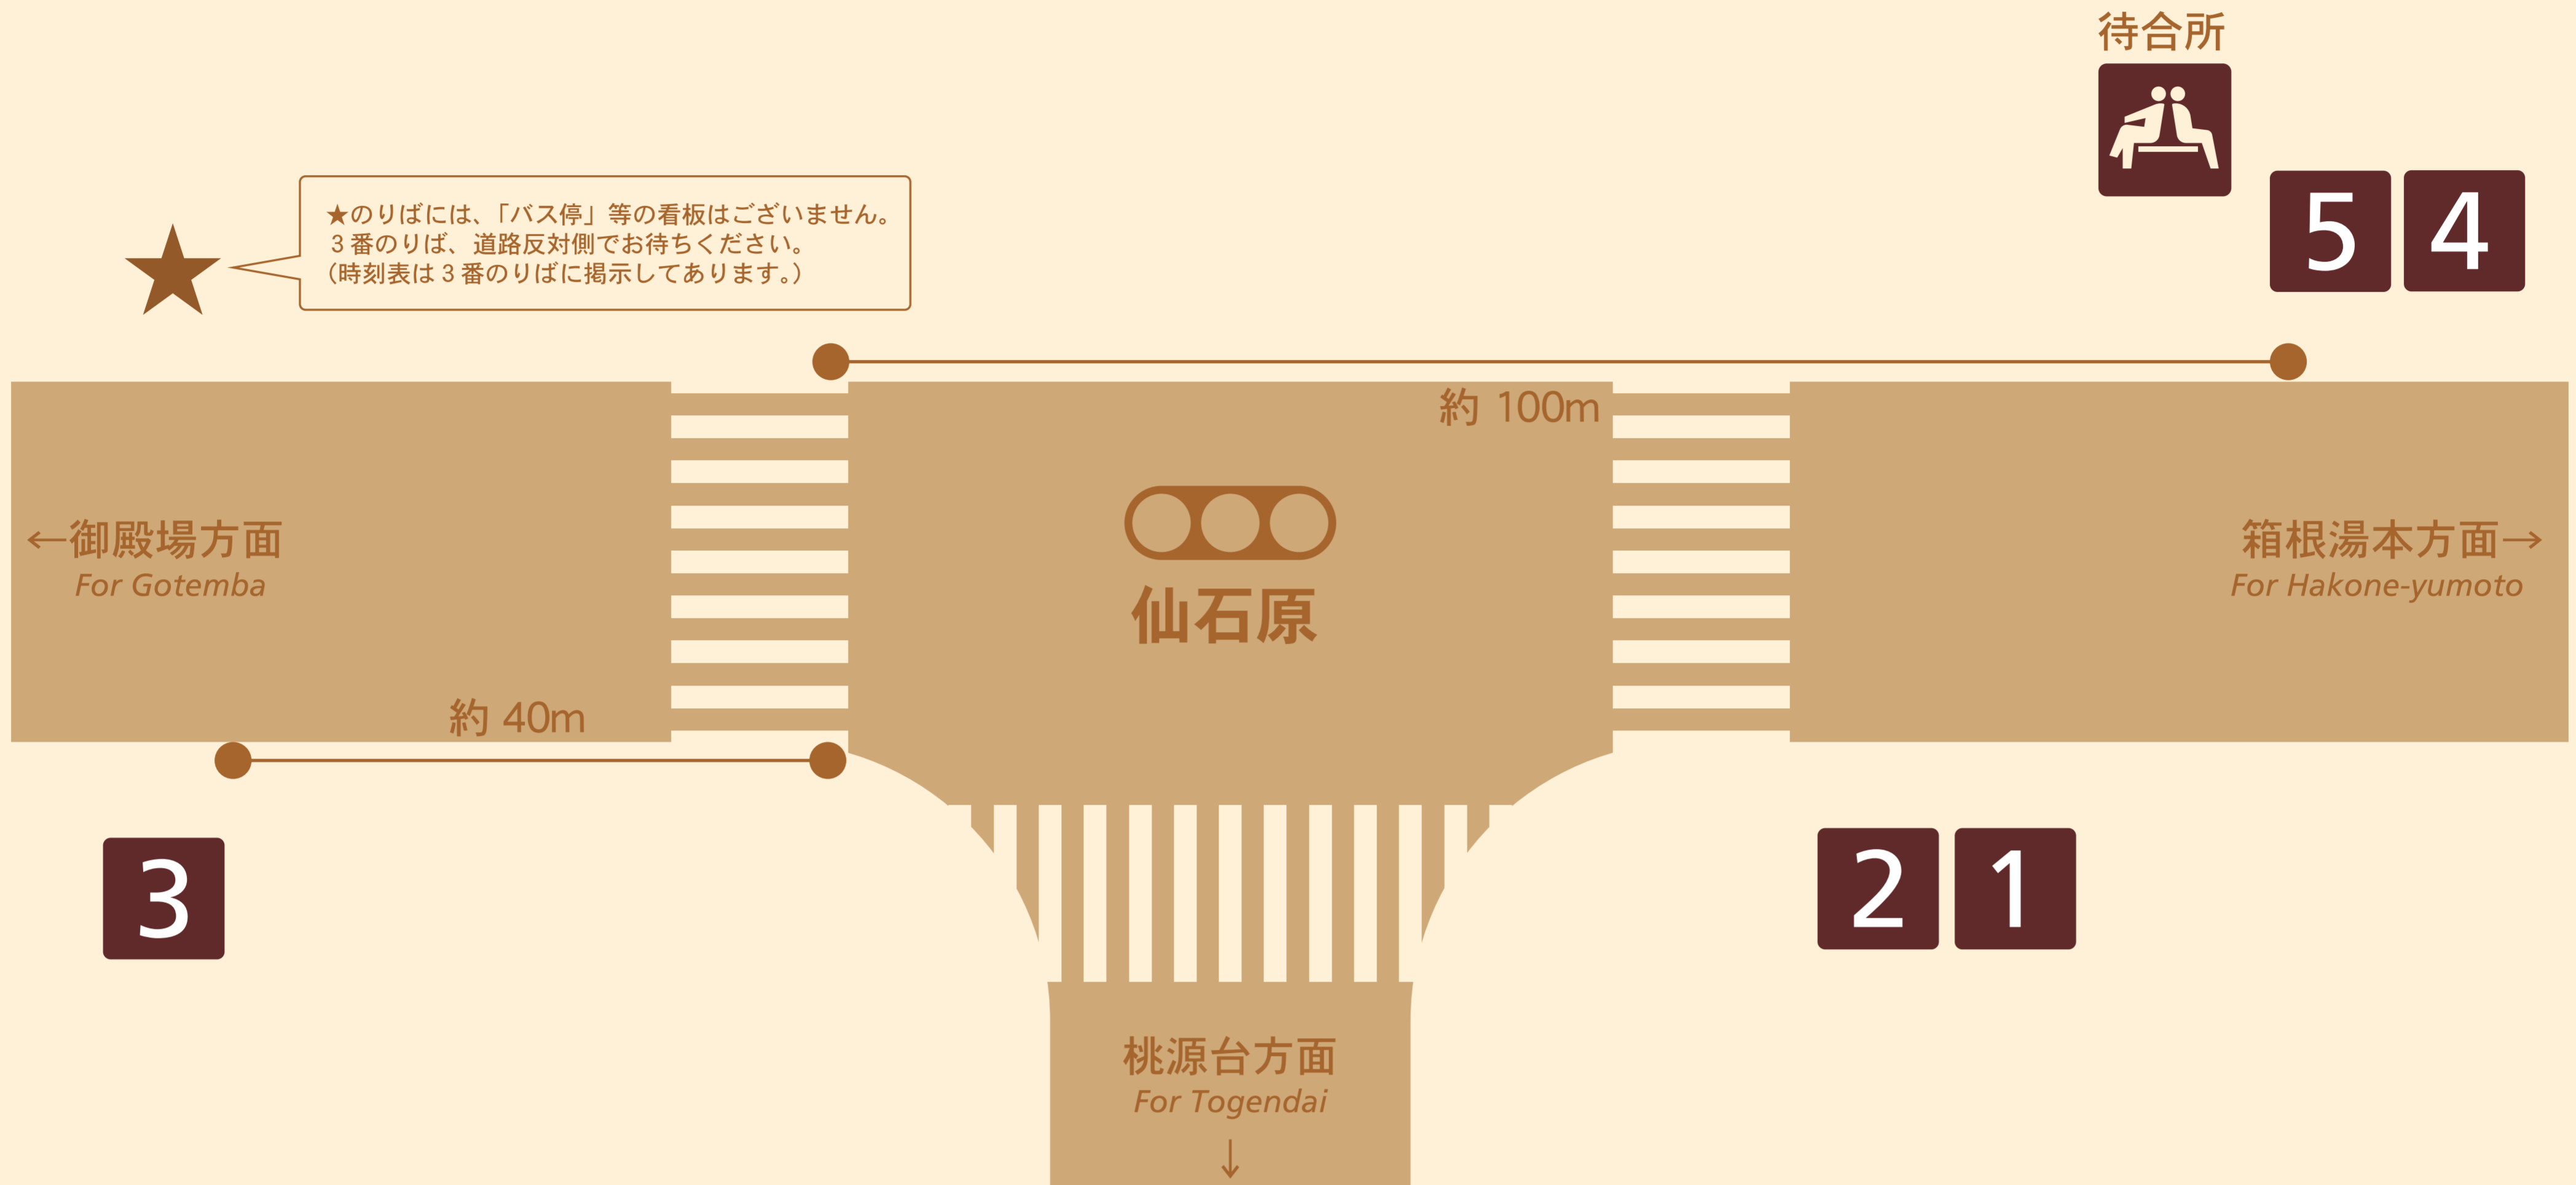 待合所
5 4
★のりばには、「バス停」等の看板はございません。
3番のりば、道路反対側でお待ちください。
（時刻表は3番のりばに掲示してあります。）
約 100m
←御殿場方面
For Gotemba
仙石原
箱根湯本方面→
For Hakone-yumoto
約 40m
3
2 1
桃源台方面
For Togendai
↓